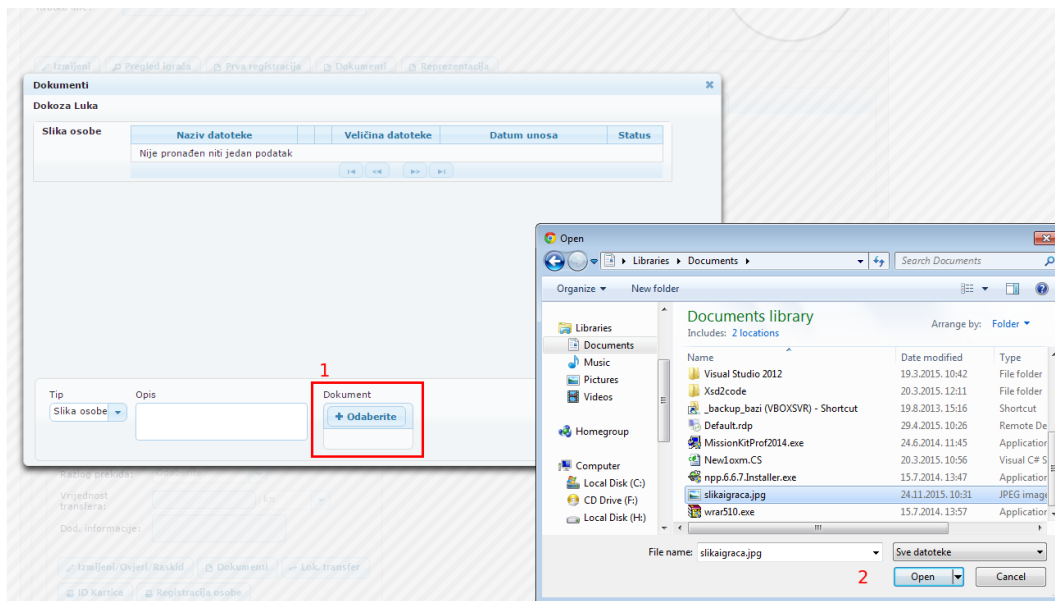 Izmijeni Pregled igrača Prva registracija Dokumenti Reprezentacija
Dokumenti
Dokoza Luka
Slika osobe
Naziv datoteke Veličina datoteke Datum unosa Status
Nije pronađen niti jedan podatak
1
Tip Opis Dokument
Slika osobe
+ Odaberite
Razlog prekida:
Vrijednost
transfera:
kn
Dod. informacije:
Izmijeni/Ovjeri/Raskid Dokumenti Lok. transfer
ID Kartica Registracija osobe
Open
Libraries Documents
Search Documents
Organize New folder
Libraries
Documents
Music
Pictures
Videos
Homegroup
Computer
Local Disk (C:)
CD Drive (F:)
Local Disk (H:)
Documents library
Includes: 2 locations
Arrange by: Folder
Name Date modified Type
Visual Studio 2012 19.3.2015. 10:42 File folder
Xsd2code 20.3.2015. 12:11 File folder
_backup_bazi (VBOXSVR) - Shortcut 19.8.2013. 15:16 Shortcut
Default.rdp 29.4.2015. 10:26 Remote De
MissionKitProf2014.exe 24.6.2014. 11:45 Application
New1oxm.CS 20.3.2015. 10:56 Visual C# S
npp.6.6.7.Installer.exe 15.7.2014. 13:47 Application
slikaigraca.jpg 24.11.2015. 10:31 JPEG image
wrar510.exe 15.7.2014. 13:57 Application
File name: slikaigraca.jpg Sve datoteke
2
Open Cancel